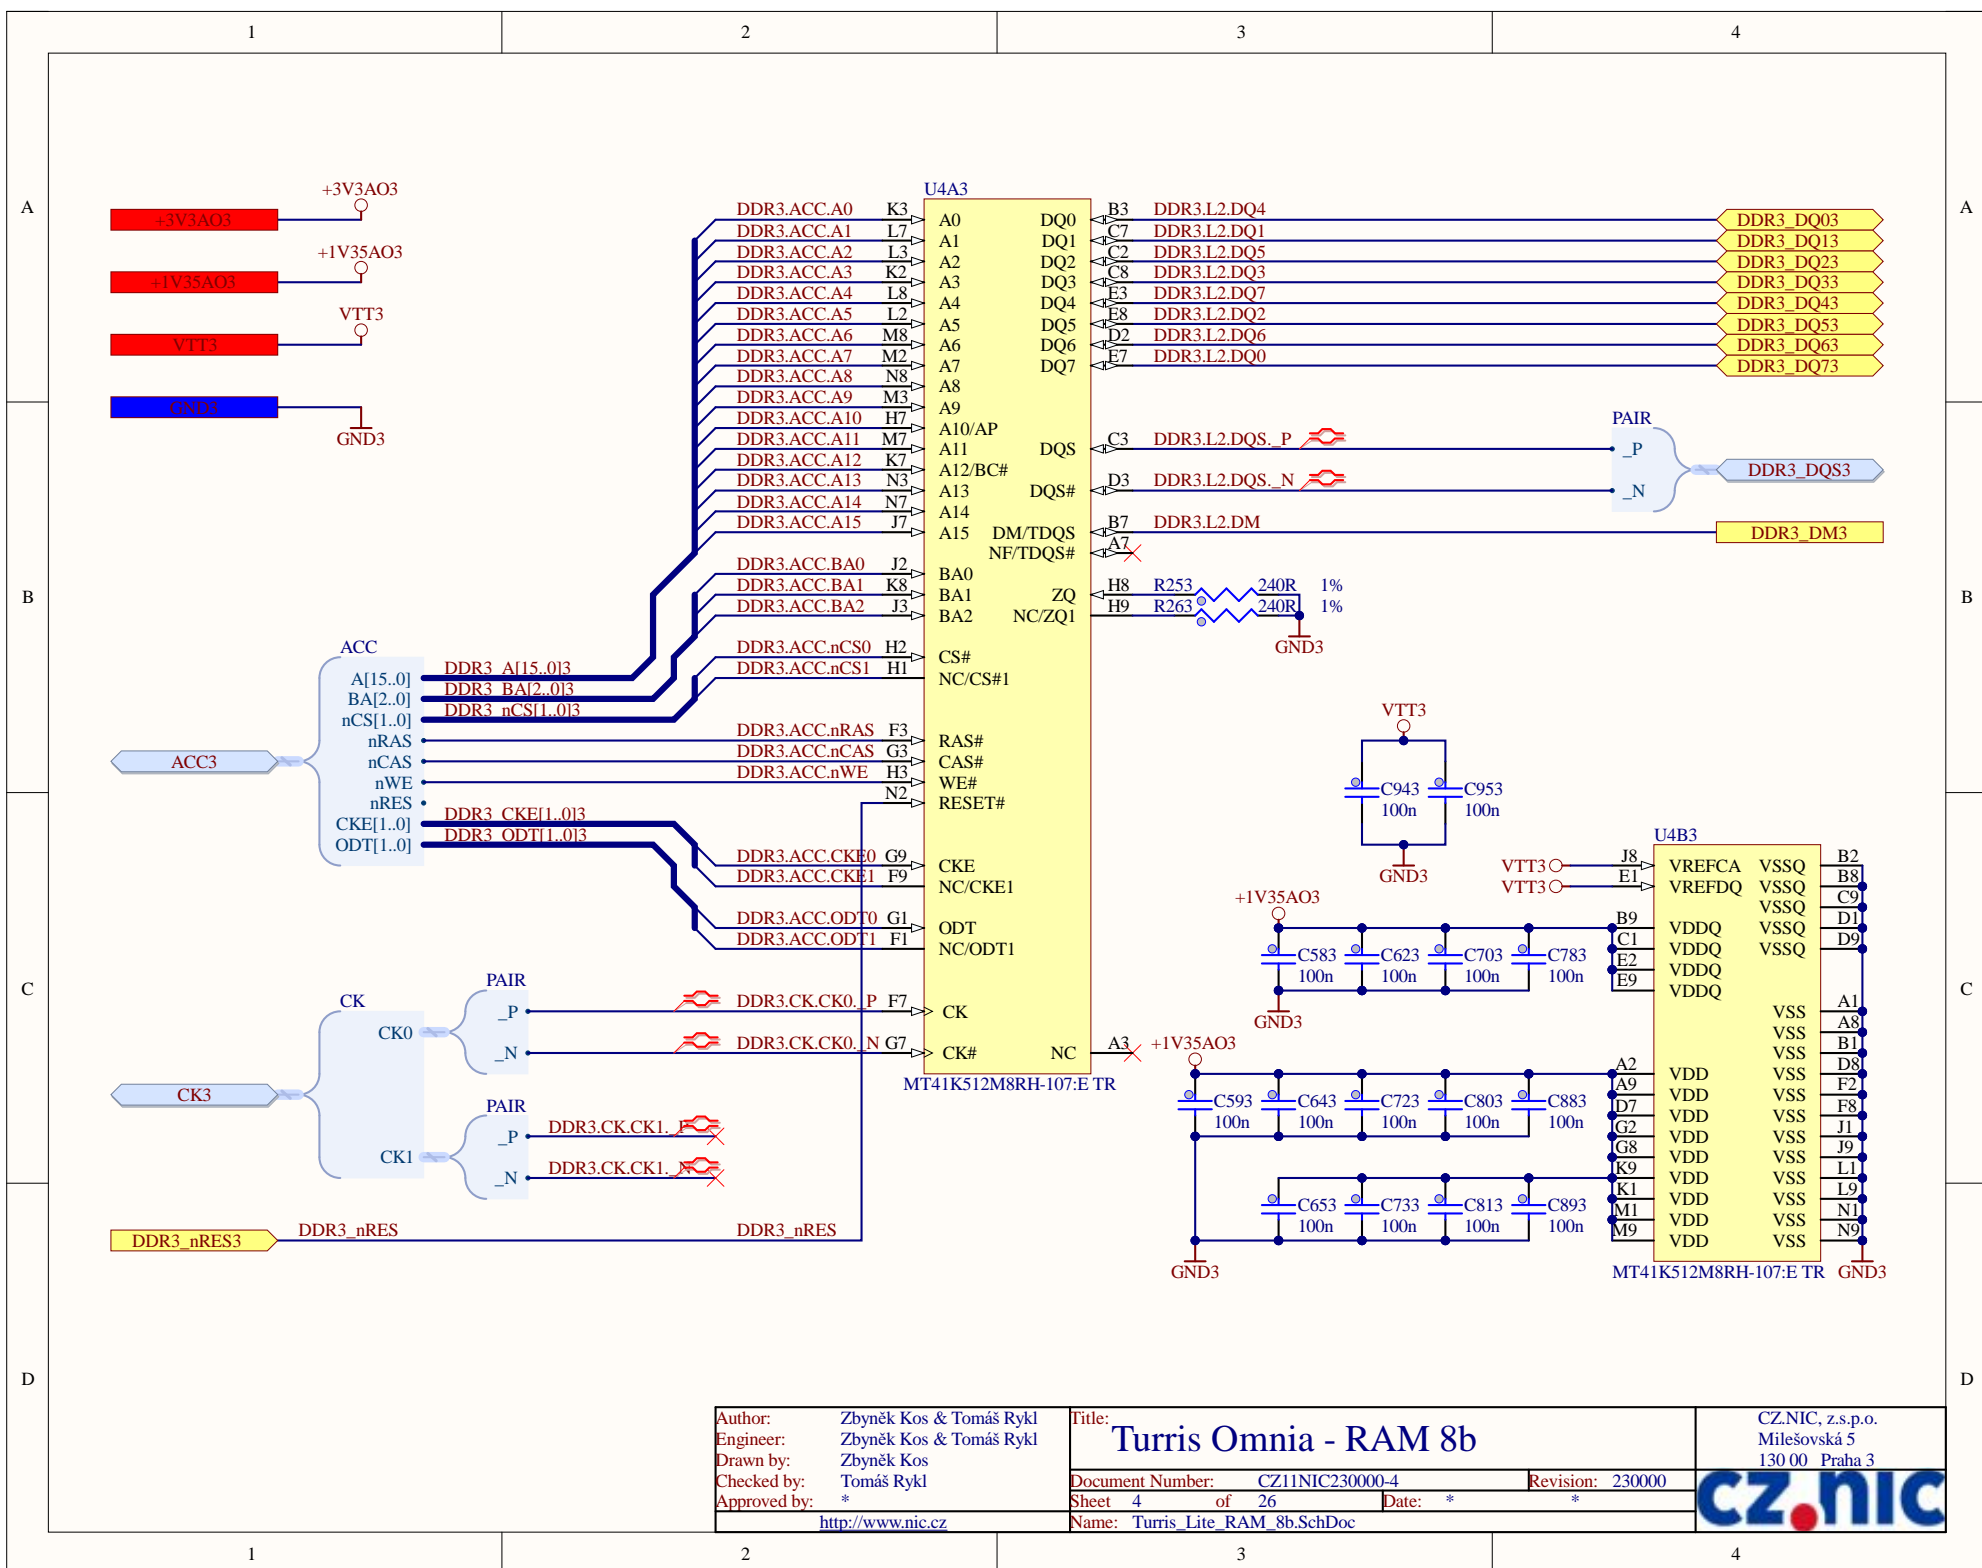 1 2 3 4
A A
B B
C C
D D
+3V3AO3
+3V3AO3
+1V35AO3
+1V35AO3
VTT3
VTT3
GND3
GND3
ACC3
ACC
A[15..0] DDR3_A[15..0]3
BA[2..0] DDR3_BA[2..0]3
nCS[1..0] DDR3_nCS[1..0]3
nRAS
nCAS
nWE
nRES
CKE[1..0] DDR3_CKE[1..0]3
ODT[1..0] DDR3_ODT[1..0]3
CK3
CK
CK0
CK1
PAIR
_P
_N
PAIR
_P DDR3.CK.CK1._P
_N DDR3.CK.CK1._N
DDR3_nRES3 DDR3_nRES DDR3_nRES
U4A3
DDR3.ACC.A0 K3 A0
DDR3.ACC.A1 L7 A1
DDR3.ACC.A2 L3 A2
DDR3.ACC.A3 K2 A3
DDR3.ACC.A4 L8 A4
DDR3.ACC.A5 L2 A5
DDR3.ACC.A6 M8 A6
DDR3.ACC.A7 M2 A7
DDR3.ACC.A8 N8 A8
DDR3.ACC.A9 M3 A9
DDR3.ACC.A10 H7 A10/AP
DDR3.ACC.A11 M7 A11
DDR3.ACC.A12 K7 A12/BC#
DDR3.ACC.A13 N3 A13
DDR3.ACC.A14 N7 A14
DDR3.ACC.A15 J7 A15
DDR3.ACC.BA0 J2 BA0
DDR3.ACC.BA1 K8 BA1
DDR3.ACC.BA2 J3 BA2
DDR3.ACC.nCS0 H2 CS#
DDR3.ACC.nCS1 H1 NC/CS#1
DDR3.ACC.nRAS F3 RAS#
DDR3.ACC.nCAS G3 CAS#
DDR3.ACC.nWE H3 WE#
N2 RESET#
DDR3.ACC.CKE0 G9 CKE
DDR3.ACC.CKE1 F9 NC/CKE1
DDR3.ACC.ODT0 G1 ODT
DDR3.ACC.ODT1 F1 NC/ODT1
DDR3.CK.CK0._P F7 CK
DDR3.CK.CK0._N G7 CK#
DQ0 B3 DDR3.L2.DQ4 DDR3_DQ03
DQ1 C7 DDR3.L2.DQ1 DDR3_DQ13
DQ2 C2 DDR3.L2.DQ5 DDR3_DQ23
DQ3 C8 DDR3.L2.DQ3 DDR3_DQ33
DQ4 E3 DDR3.L2.DQ7 DDR3_DQ43
DQ5 E8 DDR3.L2.DQ2 DDR3_DQ53
DQ6 D2 DDR3.L2.DQ6 DDR3_DQ63
DQ7 E7 DDR3.L2.DQ0 DDR3_DQ73
DQS C3 DDR3.L2.DQS._P
DQS# D3 DDR3.L2.DQS._N
PAIR
_P
_N
DDR3_DQS3
DM/TDQS B7 DDR3.L2.DM DDR3_DM3
NF/TDQS# A7
ZQ H8 R253 240R 1%
NC/ZQ1 H9 R263 240R 1%
GND3
NC A3
MT41K512M8RH-107:E TR
VTT3
C943 C953
100n 100n
GND3
+1V35AO3
C583 C623 C703 C783
100n 100n 100n 100n
GND3
+1V35AO3
C593 C643 C723 C803 C883
100n 100n 100n 100n 100n
C653 C733 C813 C893
100n 100n 100n 100n
GND3
U4B3
VTT3 J8 VREFCA VSSQ B2
VTT3 E1 VREFDQ VSSQ B8
VSSQ C9
B9 VDDQ VSSQ D1
C1 VDDQ VSSQ D9
E2 VDDQ
E9 VDDQ
VSS A1
VSS A8
VSS B1
A2 VDD VSS D8
A9 VDD VSS F2
D7 VDD VSS F8
G2 VDD VSS J1
G8 VDD VSS J9
K9 VDD VSS L1
K1 VDD VSS L9
M1 VDD VSS N1
M9 VDD VSS N9
MT41K512M8RH-107:E TR GND3
Author: Zbyněk Kos & Tomáš Rykl
Engineer: Zbyněk Kos & Tomáš Rykl
Drawn by: Zbyněk Kos
Checked by: Tomáš Rykl
Approved by: *
http://www.nic.cz
Title: Turris Omnia - RAM 8b
Document Number: CZ11NIC230000-4 Revision: 230000
Sheet 4 of 26 Date: * *
Name: Turris_Lite_RAM_8b.SchDoc
CZ.NIC, z.s.p.o.
Milešovská 5
130 00 Praha 3
CZ.NIC
1 2 3 4